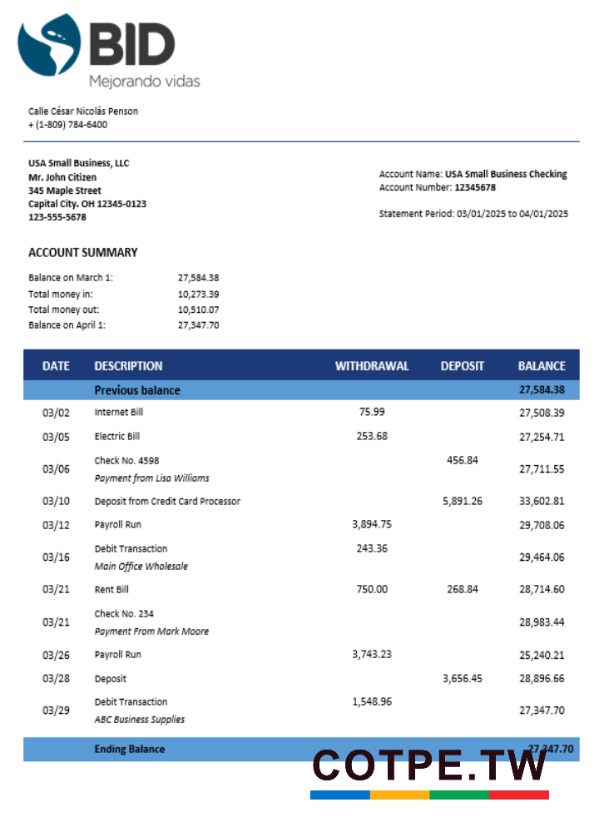 BID
Mejorando vidas
Calle César Nicolás Penson
+ (1-809) 784-6400
USA Small Business, LLC
Mr. John Citizen
345 Maple Street
Capital City. OH 12345-0123
123-555-5678
Account Name: USA Small Business Checking
Account Number: 12345678
Statement Period: 03/01/2025 to 04/01/2025
ACCOUNT SUMMARY
Balance on March 1: 27,584.38
Total money in: 10,273.39
Total money out: 10,510.07
Balance on April 1: 27,347.70
DATE DESCRIPTION WITHDRAWAL DEPOSIT BALANCE
Previous balance 27,584.38
03/02 Internet Bill 75.99 27,508.39
03/05 Electric Bill 253.68 27,254.71
03/06 Check No. 4598 456.84 27,711.55
Payment from Lisa Williams
03/10 Deposit from Credit Card Processor 5,891.26 33,602.81
03/12 Payroll Run 3,894.75 29,708.06
03/16 Debit Transaction 243.36 29,464.06
Main Office Wholesale
03/21 Rent Bill 750.00 268.84 28,714.60
03/21 Check No. 234 28,983.44
Payment From Mark Moore
03/26 Payroll Run 3,743.23 25,240.21
03/28 Deposit 3,656.45 28,896.66
03/29 Debit Transaction 1,548.96 27,347.70
ABC Business Supplies
Ending Balance 27,347.70
COTPE.TW